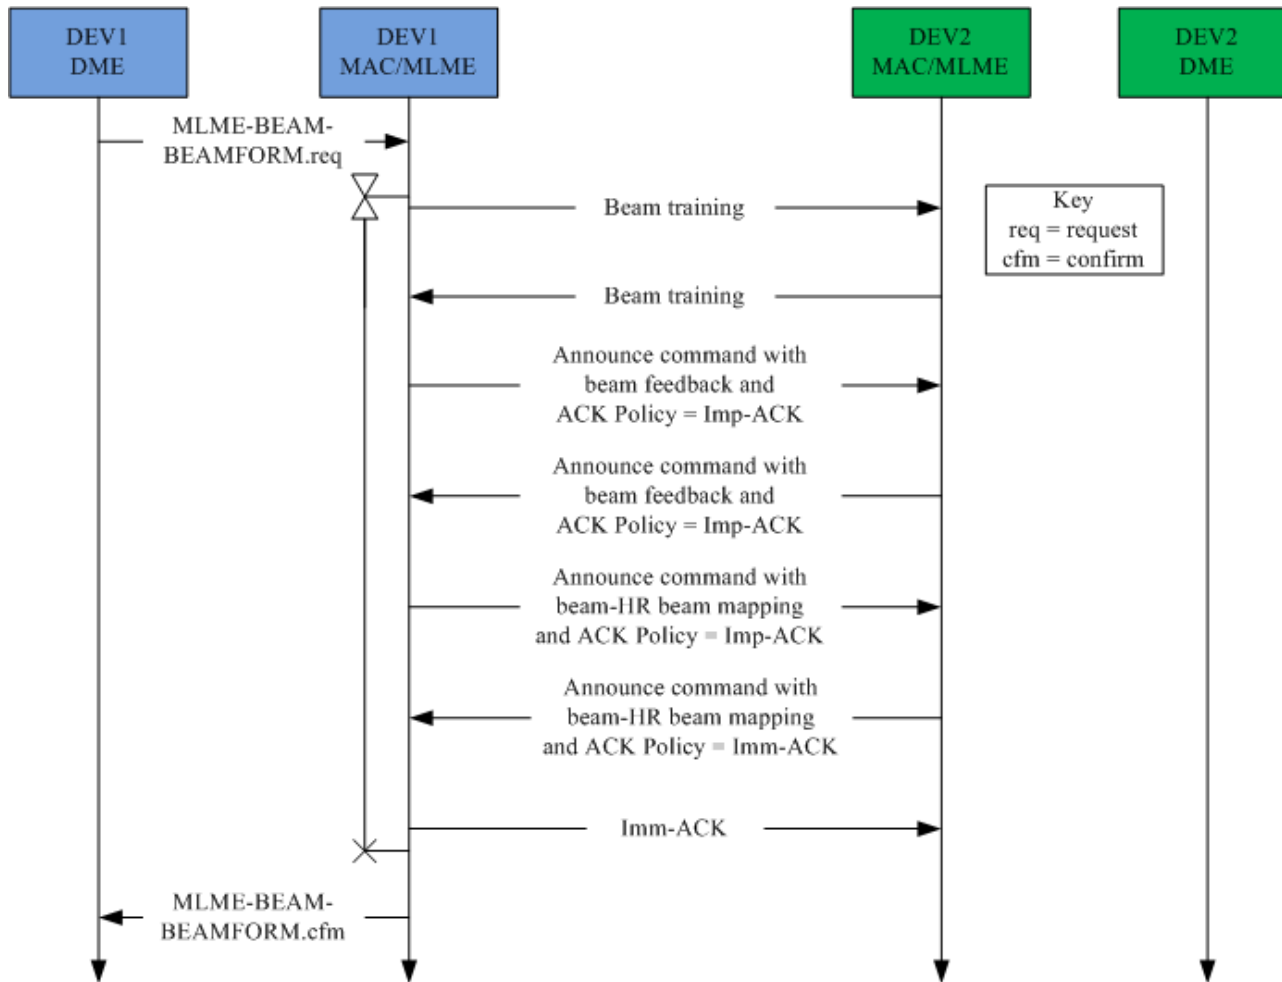 DEV1
DME
DEV1
MAC/MLME
DEV2
MAC/MLME
DEV2
DME
MLME-BEAM-
BEAMFORM.req
Beam training
Key
req = request
cfm = confirm
Beam training
Announce command with
beam feedback and
ACK Policy = Imp-ACK
Announce command with
beam feedback and
ACK Policy = Imp-ACK
Announce command with
beam-HR beam mapping
and ACK Policy = Imp-ACK
Announce command with
beam-HR beam mapping
and ACK Policy = Imm-ACK
Imm-ACK
MLME-BEAM-
BEAMFORM.cfm